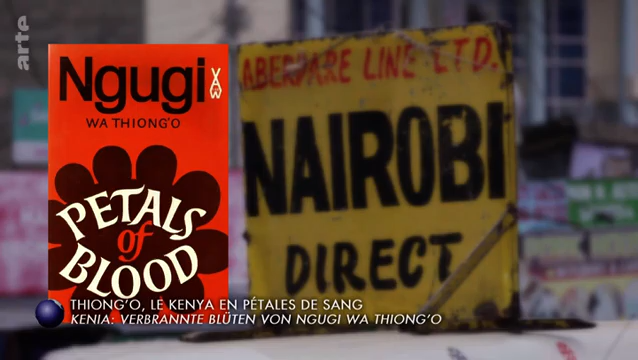 arte
Ngugi
WA THIONG'O
PETALS
of
BLOOD
ABERDARE LINE LTD.
NAIROBI
DIRECT
THIONG'O, LE KENYA EN PÉTALES DE SANG
KENIA: VERBRANNTE BLÜTEN VON NGUGI WA THIONG'O